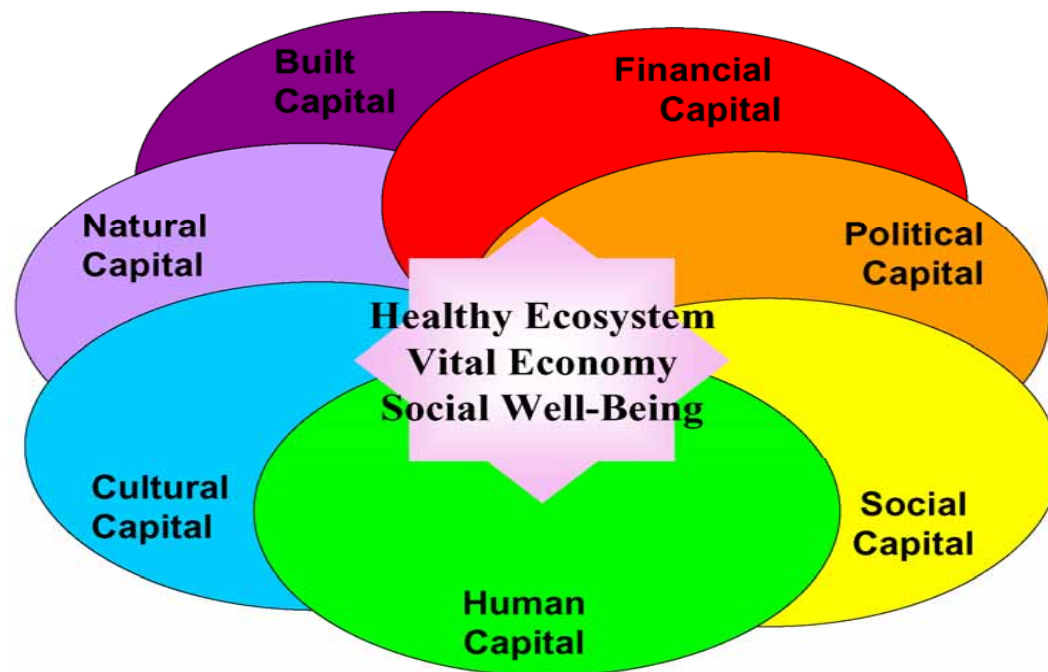 Built
Capital
Financial
Capital
Natural
Capital
Political
Capital
Healthy Ecosystem
Vital Economy
Social Well-Being
Cultural
Capital
Social
Capital
Human
Capital